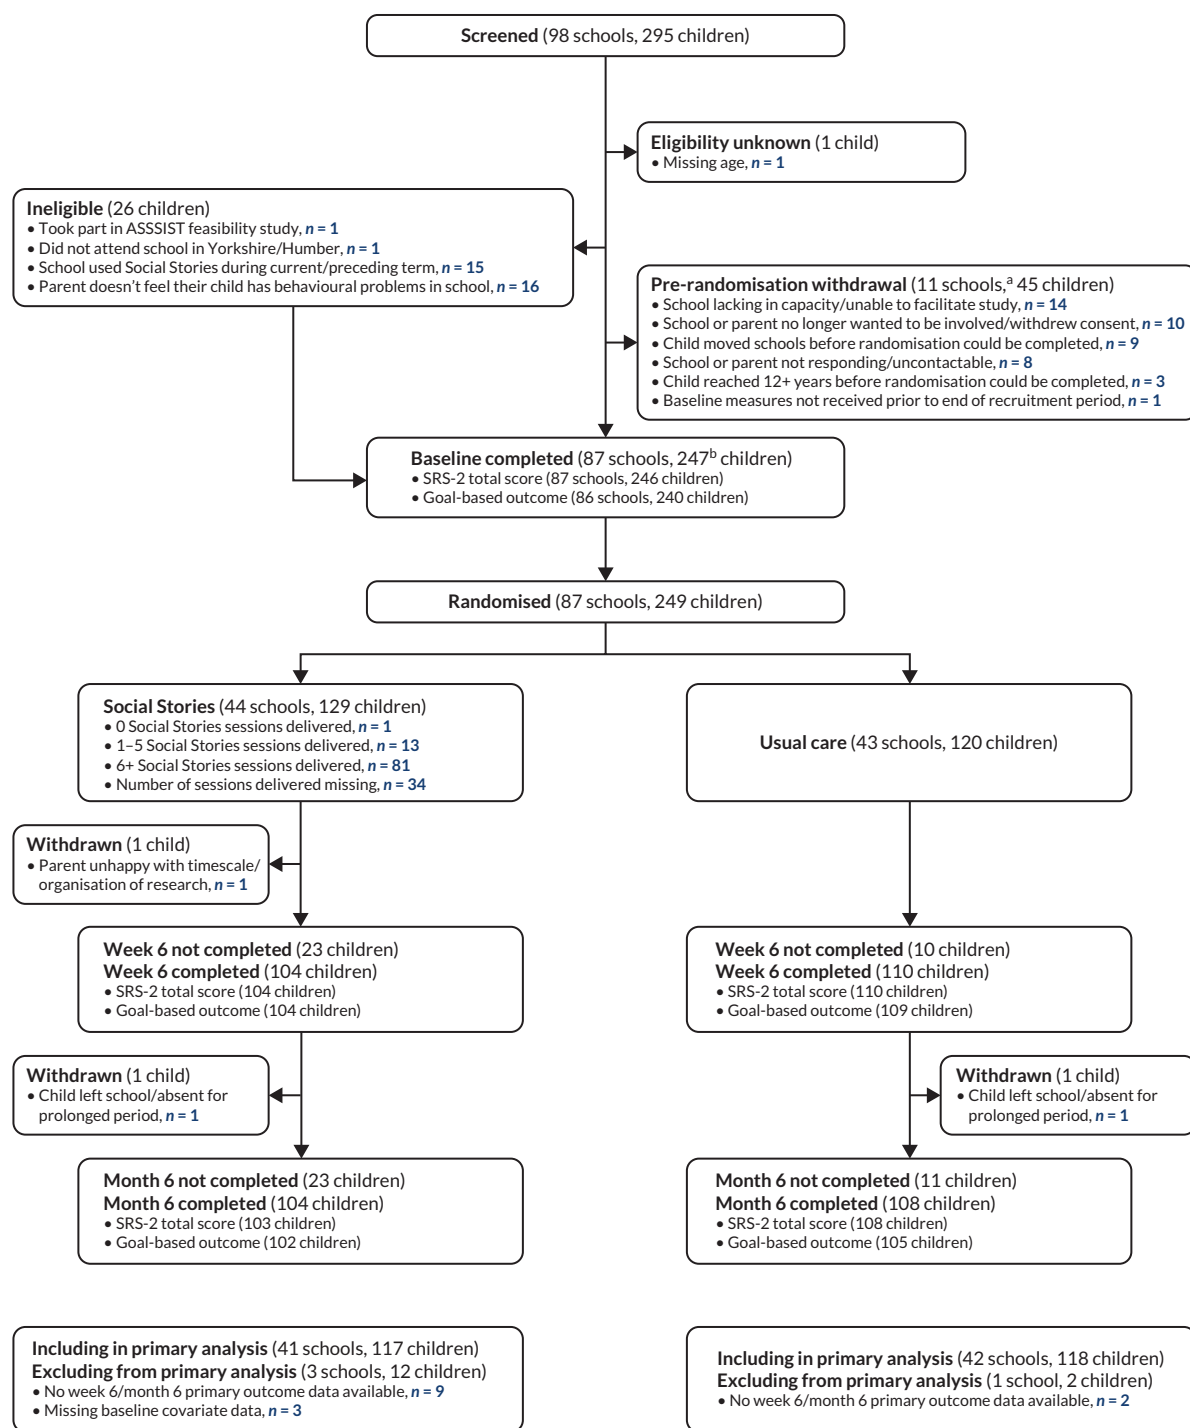 Screened (98 schools, 295 children)
Eligibility unknown (1 child)
• Missing age, n = 1
Ineligible (26 children)
• Took part in ASSSIST feasibility study, n = 1
• Did not attend school in Yorkshire/Humber, n = 1
• School used Social Stories during current/preceding term, n = 15
• Parent doesn't feel their child has behavioural problems in school, n = 16
Pre-randomisation withdrawal (11 schools,ᵃ 45 children)
• School lacking in capacity/unable to facilitate study, n = 14
• School or parent no longer wanted to be involved/withdrew consent, n = 10
• Child moved schools before randomisation could be completed, n = 9
• School or parent not responding/uncontactable, n = 8
• Child reached 12+ years before randomisation could be completed, n = 3
• Baseline measures not received prior to end of recruitment period, n = 1
Baseline completed (87 schools, 247ᵇ children)
• SRS-2 total score (87 schools, 246 children)
• Goal-based outcome (86 schools, 240 children)
Randomised (87 schools, 249 children)
Social Stories (44 schools, 129 children)
• 0 Social Stories sessions delivered, n = 1
• 1–5 Social Stories sessions delivered, n = 13
• 6+ Social Stories sessions delivered, n = 81
• Number of sessions delivered missing, n = 34
Usual care (43 schools, 120 children)
Withdrawn (1 child)
• Parent unhappy with timescale/
organisation of research, n = 1
Week 6 not completed (23 children)
Week 6 completed (104 children)
• SRS-2 total score (104 children)
• Goal-based outcome (104 children)
Week 6 not completed (10 children)
Week 6 completed (110 children)
• SRS-2 total score (110 children)
• Goal-based outcome (109 children)
Withdrawn (1 child)
• Child left school/absent for
prolonged period, n = 1
Withdrawn (1 child)
• Child left school/absent for
prolonged period, n = 1
Month 6 not completed (23 children)
Month 6 completed (104 children)
• SRS-2 total score (103 children)
• Goal-based outcome (102 children)
Month 6 not completed (11 children)
Month 6 completed (108 children)
• SRS-2 total score (108 children)
• Goal-based outcome (105 children)
Including in primary analysis (41 schools, 117 children)
Excluding from primary analysis (3 schools, 12 children)
• No week 6/month 6 primary outcome data available, n = 9
• Missing baseline covariate data, n = 3
Including in primary analysis (42 schools, 118 children)
Excluding from primary analysis (1 school, 2 children)
• No week 6/month 6 primary outcome data available, n = 2